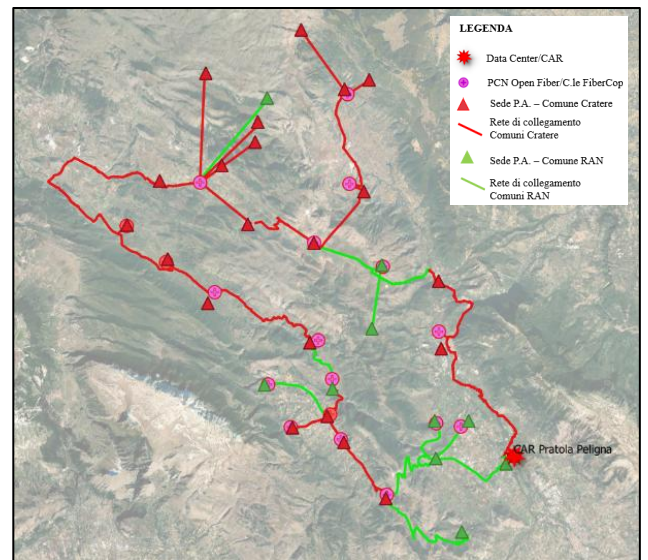 LEGENDA
Data Center/CAR
PCN Open Fiber/C.le FiberCop
Sede P.A. – Comune Cratere
Rete di collegamento
Comuni Cratere
Sede P.A. – Comune RAN
Rete di collegamento
Comuni RAN
CAR Pratola Peligna